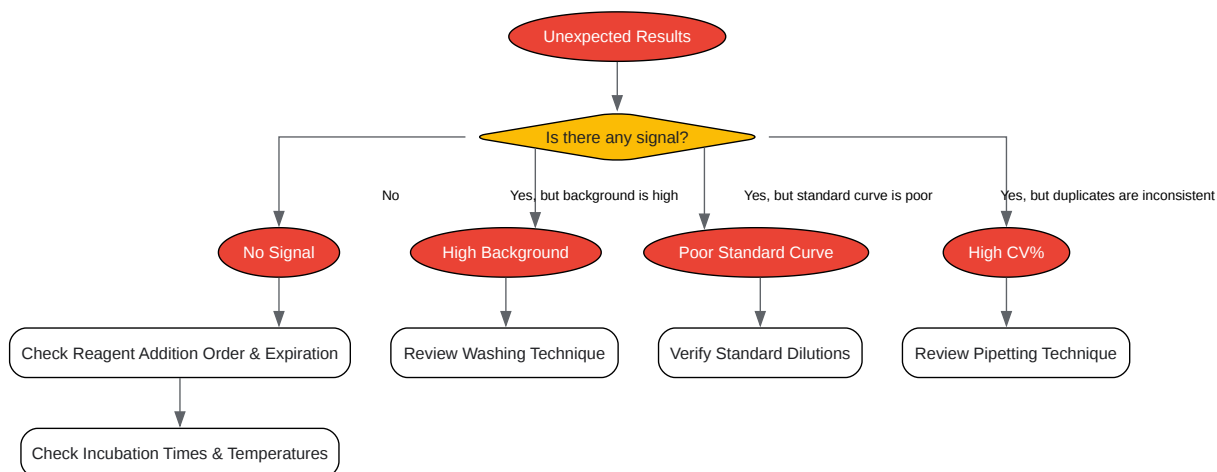 Unexpected Results
Is there any signal?
No
Yes, but background is high
Yes, but standard curve is poor
Yes, but duplicates are inconsistent
No Signal
High Background
Poor Standard Curve
High CV%
Check Reagent Addition Order & Expiration
Review Washing Technique
Verify Standard Dilutions
Review Pipetting Technique
Check Incubation Times & Temperatures